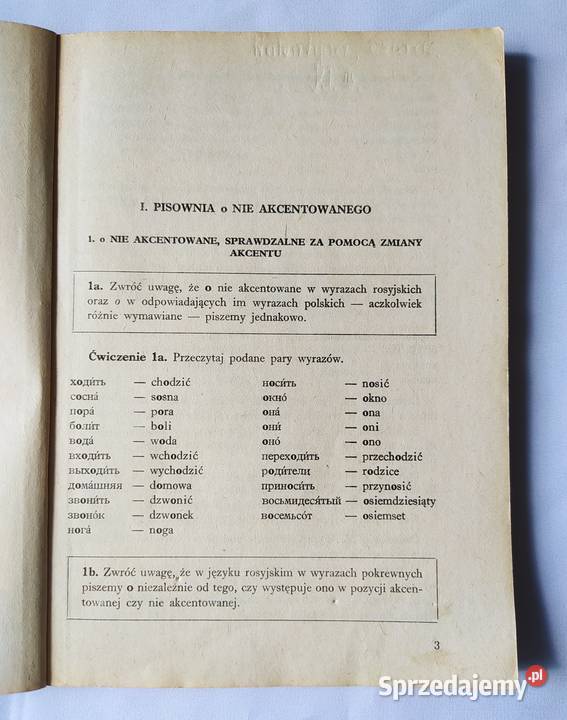 I. PISOWNIA o NIE AKCENTOWANEGO
1. o NIE AKCENTOWANE, SPRAWDZALNE ZA POMOCĄ ZMIANY
AKCENTU
1a. Zwróć uwagę, że o nie akcentowane w wyrazach rosyjskich
oraz o w odpowiadających im wyrazach polskich — aczkolwiek
różnie wymawiane — piszemy jednakowo.
Ćwiczenie 1a. Przeczytaj podane pary wyrazów.
ходи́ть — chodzić носи́ть — nosić
сосна́ — sosna окно́ — okno
пора́ — pora она́ — ona
боли́т — boli они́ — oni
вода́ — woda оно́ — ono
входи́ть — wchodzić переходи́ть — przechodzić
выходи́ть — wychodzić роди́тели — rodzice
дома́шняя — domowa приноси́ть — przynosić
звони́ть — dzwonić восьмидеся́тый — osiemdziesiąty
звоно́к — dzwonek восемьсо́т — osiemset
нога́ — noga
1b. Zwróć uwagę, że w języku rosyjskim w wyrazach pokrewnych
piszemy o niezależnie od tego, czy występuje ono w pozycji akcen-
towanej czy nie akcentowanej.
3
Sprzedajemy.pl